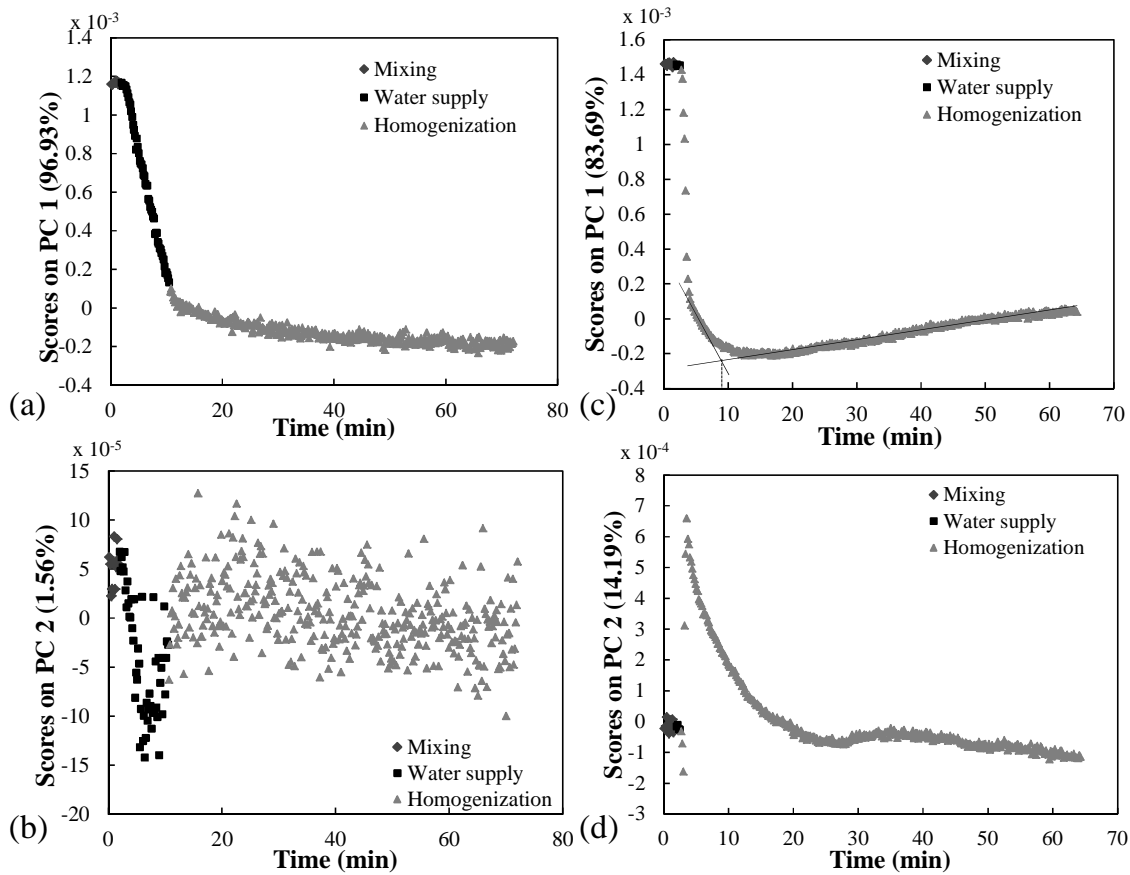 x 10-3
1.4
1.2
1
0.8
0.6
0.4
0.2
0
-0.2
-0.4
Scores on PC 1 (96.93%)
Mixing
Water supply
Homogenization
0 20 40 60 80
Time (min)
(a)
x 10-3
1.6
1.4
1.2
1
0.8
0.6
0.4
0.2
0
-0.2
-0.4
Scores on PC 1 (83.69%)
Mixing
Water supply
Homogenization
0 10 20 30 40 50 60 70
Time (min)
(c)
x 10-5
15
10
5
0
-5
-10
-15
-20
Scores on PC 2 (1.56%)
Mixing
Water supply
Homogenization
0 20 40 60 80
Time (min)
(b)
x 10-4
8
7
6
5
4
3
2
1
0
-1
-2
-3
Scores on PC 2 (14.19%)
Mixing
Water supply
Homogenization
0 10 20 30 40 50 60 70
Time (min)
(d)